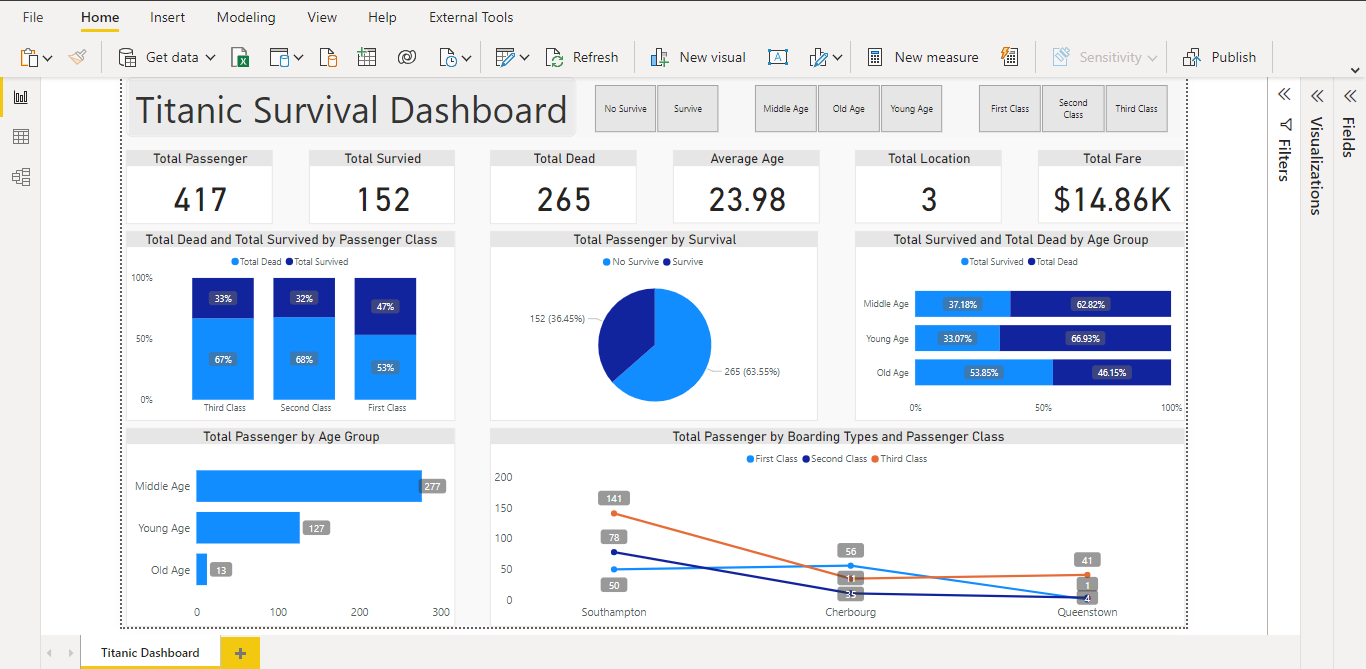 File Home Insert Modeling View Help External Tools
Get data Refresh New visual New measure Sensitivity Publish
Titanic Survival Dashboard
No Survive Survive Middle Age Old Age Young Age First Class Second Class Third Class
Filters
Visualizations
Fields
Total Passenger
417
Total Survied
152
Total Dead
265
Average Age
23.98
Total Location
3
Total Fare
$14.86K
Total Dead and Total Survived by Passenger Class
Total Dead Total Survived
100%
50%
0%
33%
67%
32%
68%
47%
53%
Third Class Second Class First Class
Total Passenger by Survival
No Survive Survive
152 (36.45%)
265 (63.55%)
Total Survived and Total Dead by Age Group
Total Survived Total Dead
Middle Age 37.18% 62.82%
Young Age 33.07% 66.93%
Old Age 53.85% 46.15%
0% 50% 100%
Total Passenger by Age Group
Middle Age 277
Young Age 127
Old Age 13
0 100 200 300
Total Passenger by Boarding Types and Passenger Class
First Class Second Class Third Class
200
150
100
50
0
141
78
50
56
11
35
41
1
4
Southampton Cherbourg Queenstown
Titanic Dashboard